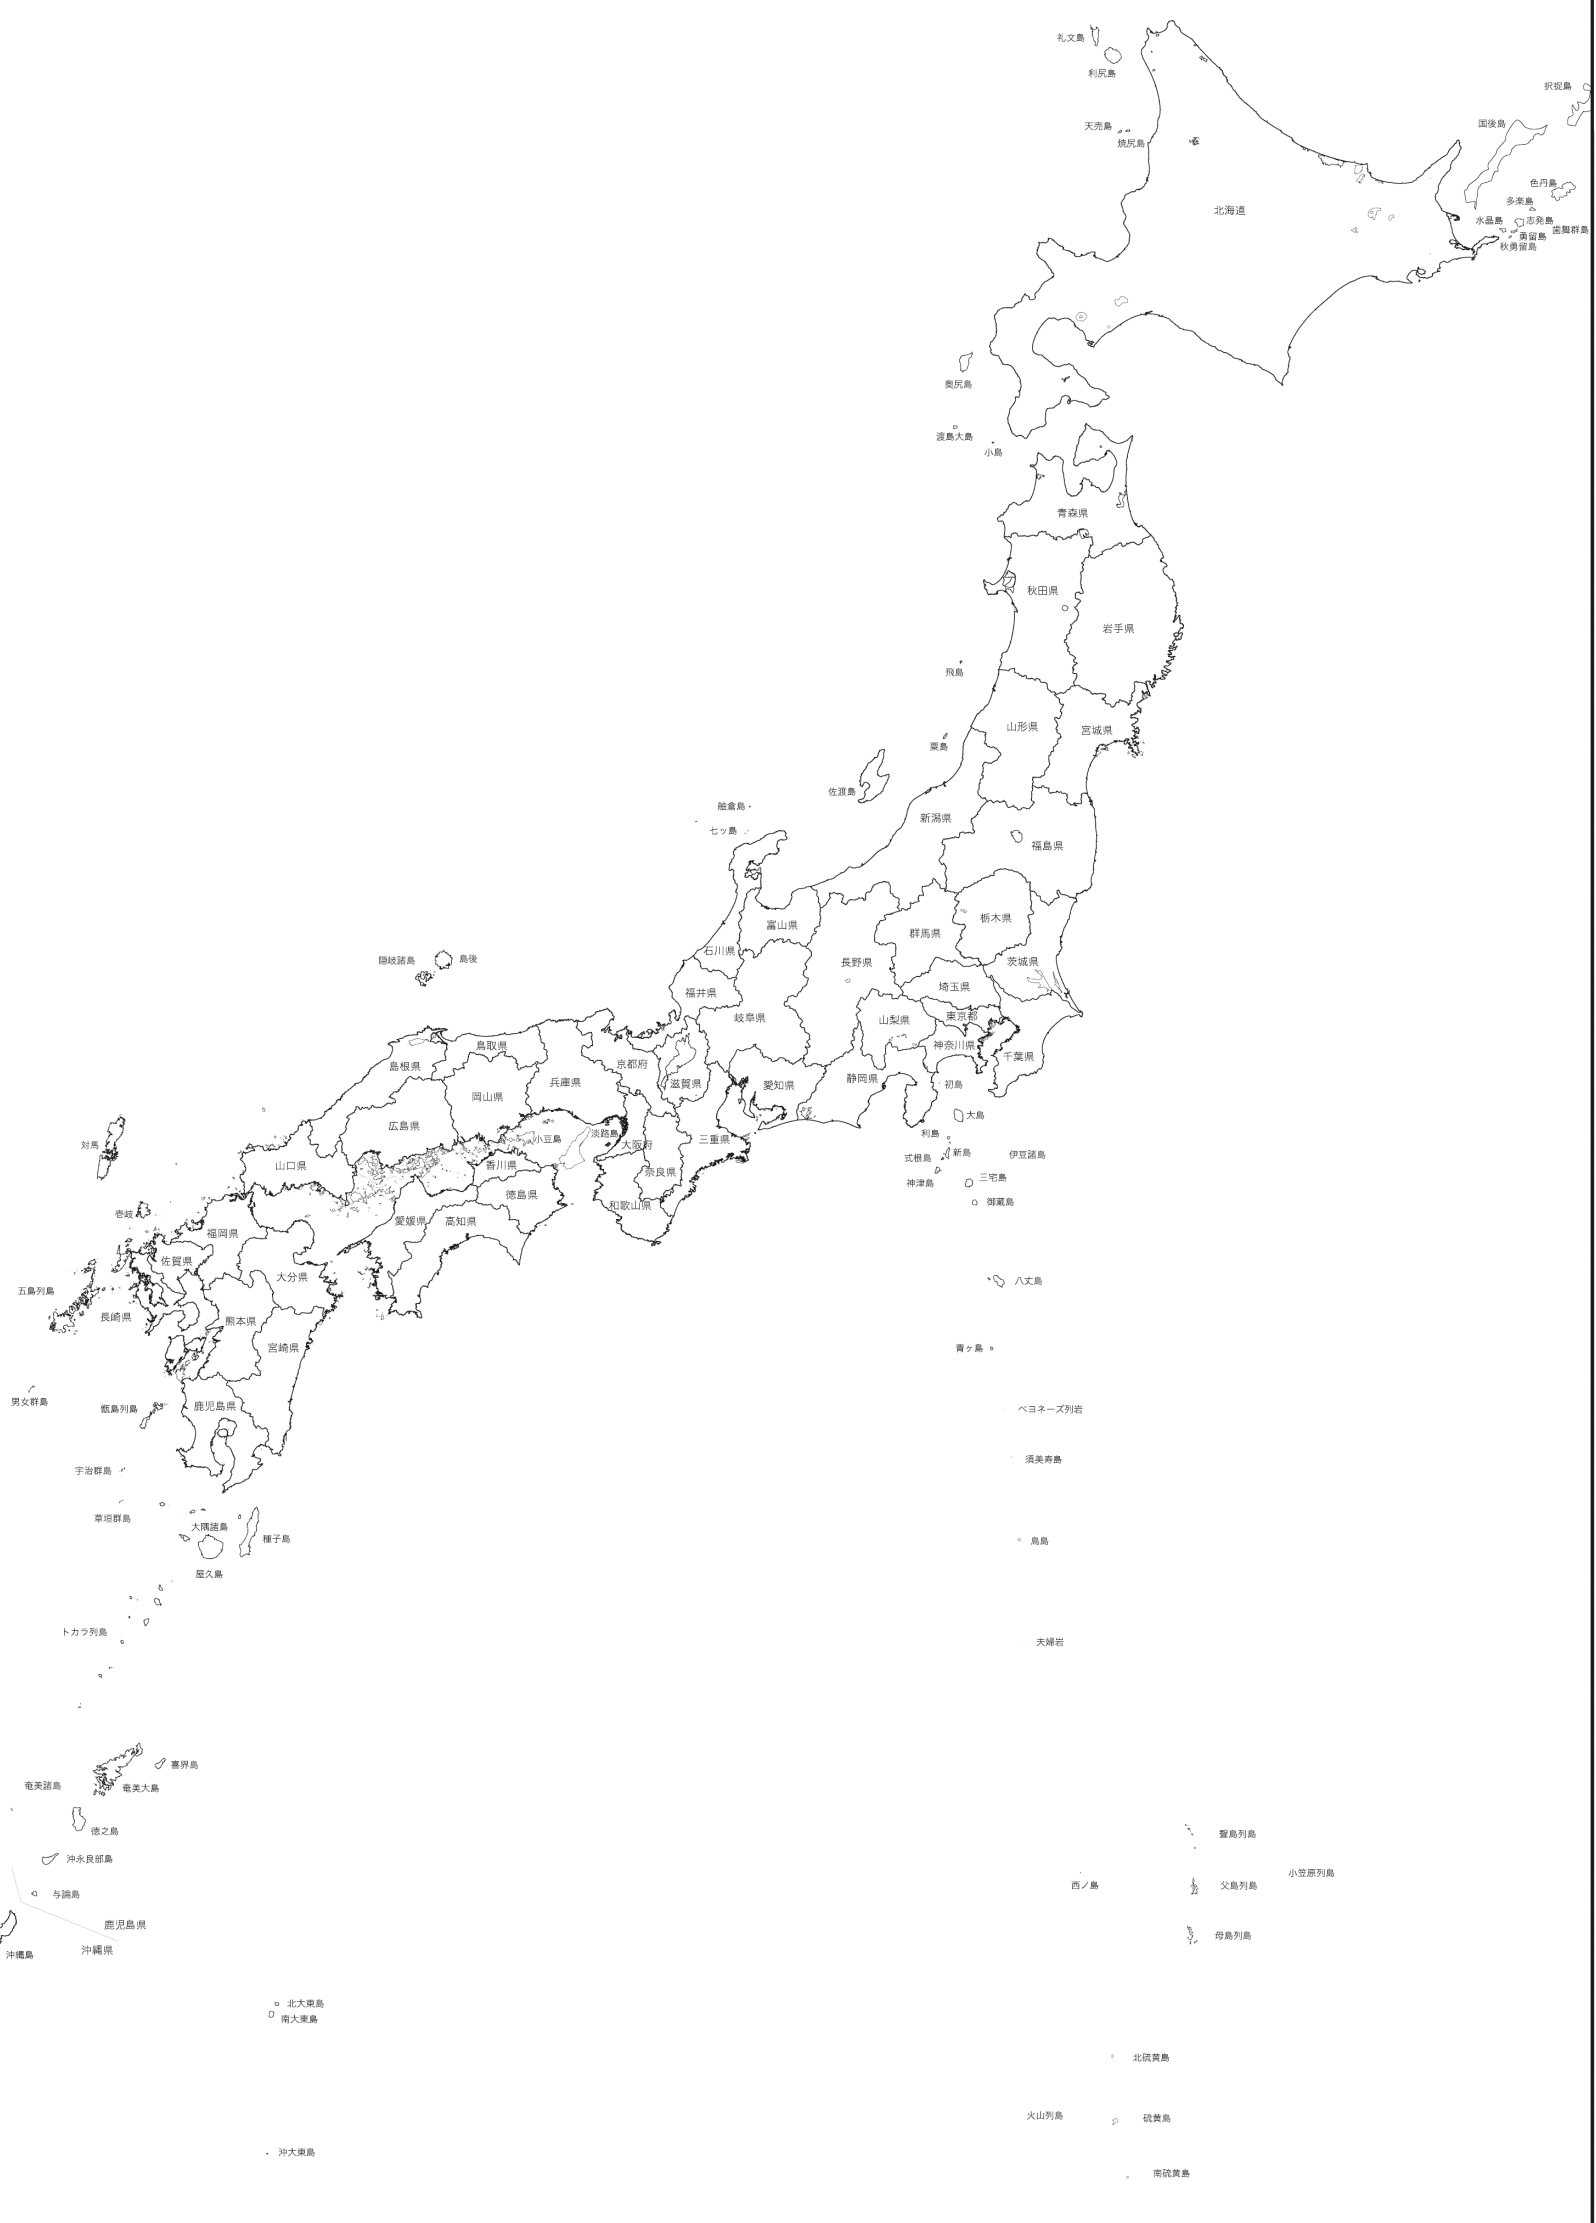 礼文島
利尻島
択捉島
天売島
国後島
焼尻島
色丹島
多楽島
北海道
水晶島
志発島
歯舞群島
勇留島
秋勇留島
奥尻島
渡島大島
小島
青森県
秋田県
岩手県
飛島
山形県
宮城県
粟島
佐渡島
舳倉島
新潟県
七ッ島
福島県
富山県
栃木県
群馬県
石川県
隠岐諸島
島後
長野県
茨城県
福井県
埼玉県
岐阜県
山梨県
東京都
鳥取県
神奈川県
千葉県
島根県
京都府
兵庫県
滋賀県
愛知県
静岡県
初島
岡山県
大島
広島県
小豆島
淡路島
利島
対馬
大阪府
三重県
新島
伊豆諸島
式根島
山口県
香川県
奈良県
三宅島
神津島
徳島県
和歌山県
御蔵島
壱岐
愛媛県
高知県
福岡県
佐賀県
大分県
八丈島
五島列島
長崎県
熊本県
宮崎県
青ヶ島
男女群島
甑島列島
鹿児島県
ベヨネーズ列岩
須美寿島
宇治群島
草垣群島
大隅諸島
種子島
鳥島
屋久島
トカラ列島
夫婦岩
喜界島
奄美諸島
奄美大島
徳之島
聟島列島
沖永良部島
小笠原列島
西ノ島
父島列島
与論島
鹿児島県
母島列島
沖縄島
沖縄県
北大東島
南大東島
北硫黄島
火山列島
硫黄島
沖大東島
南硫黄島